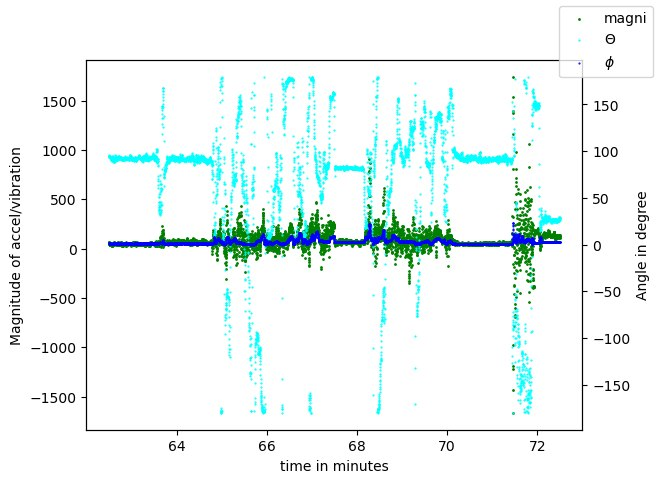 magni
Θ
ϕ
1500
1000
500
0
−500
−1000
−1500
Magnitude of accel/vibration
150
100
50
0
−50
−100
−150
Angle in degree
64 66 68 70 72
time in minutes